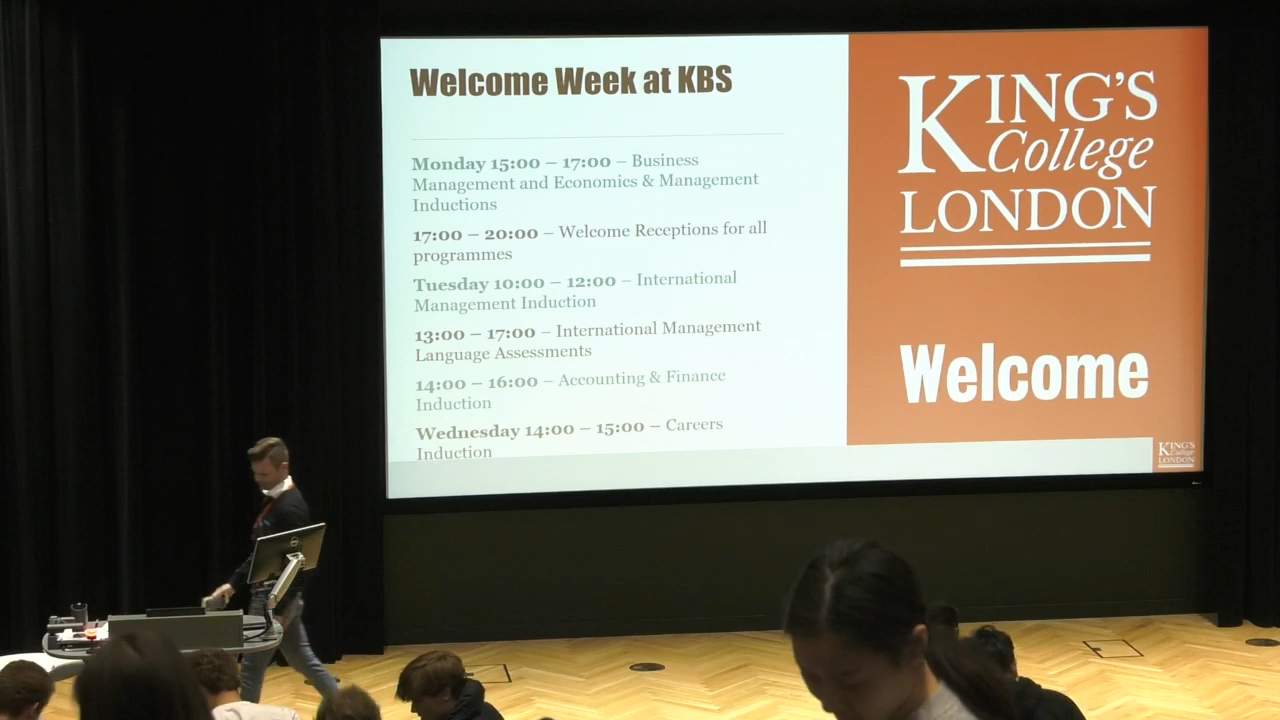 Welcome Week at KBS
Monday 15:00 – 17:00 – Business
Management and Economics & Management
Inductions
17:00 – 20:00 – Welcome Receptions for all
programmes
Tuesday 10:00 – 12:00 – International
Management Induction
13:00 – 17:00 – International Management
Language Assessments
14:00 – 16:00 – Accounting & Finance
Induction
Wednesday 14:00 – 15:00 – Careers
Induction
KING'S
College
LONDON
Welcome
KING'S
College
LONDON